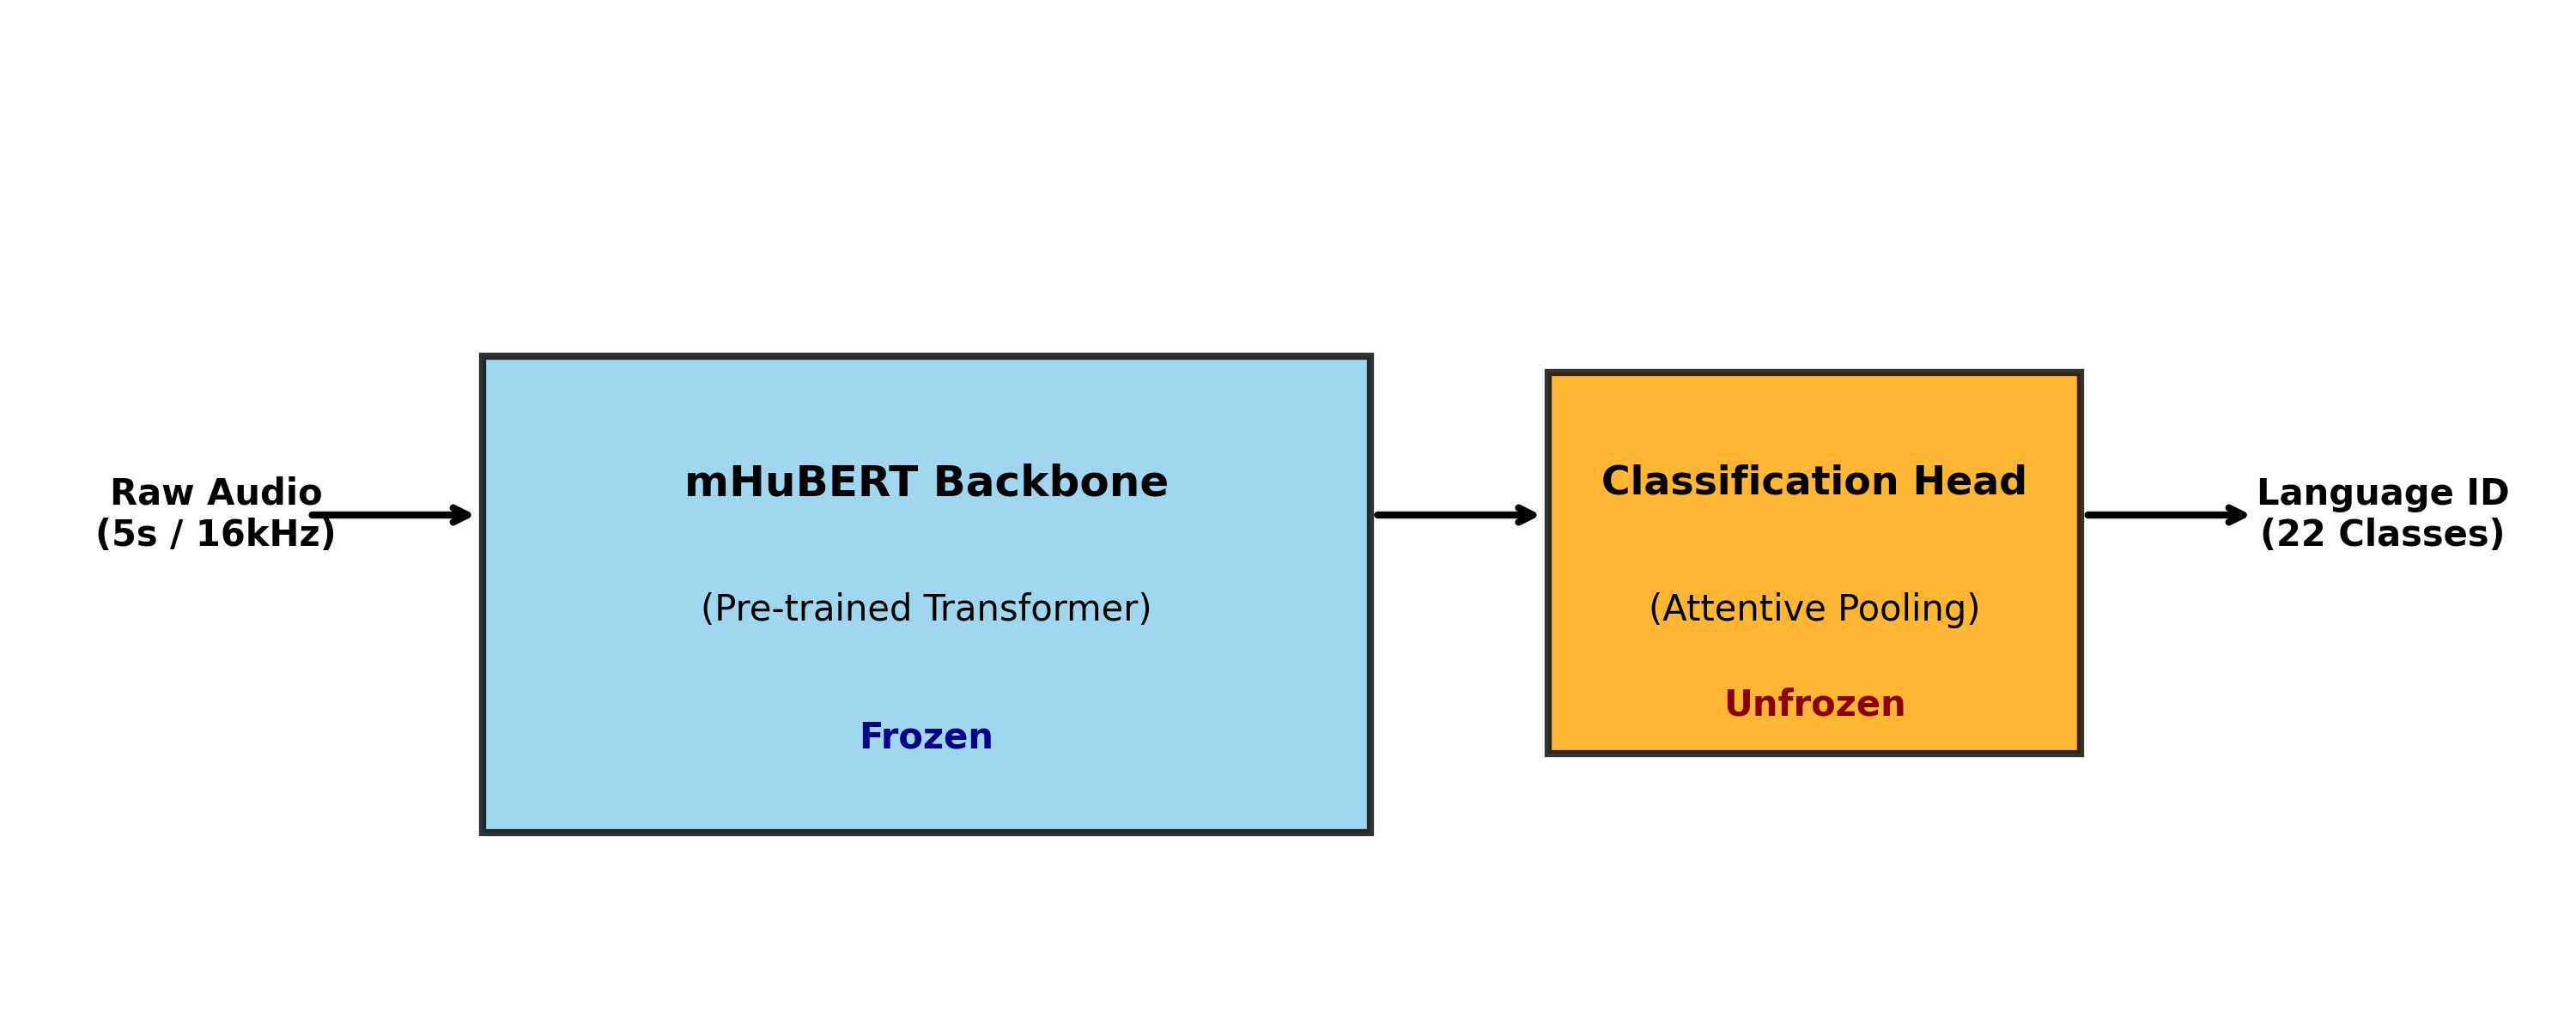 Raw Audio
(5s / 16kHz)
mHuBERT Backbone
(Pre-trained Transformer)
Frozen
Classification Head
(Attentive Pooling)
Unfrozen
Language ID
(22 Classes)